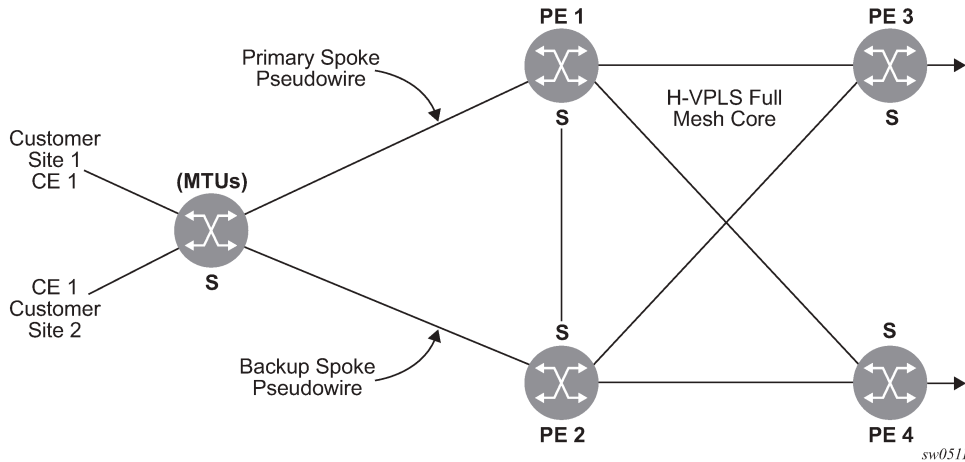 PE 1
PE 3
Primary Spoke
Pseudowire
H-VPLS Full
Mesh Core
S
S
Customer
Site 1
CE 1
(MTUs)
S
CE 1
Customer
Site 2
S
S
Backup Spoke
Pseudowire
PE 2
PE 4